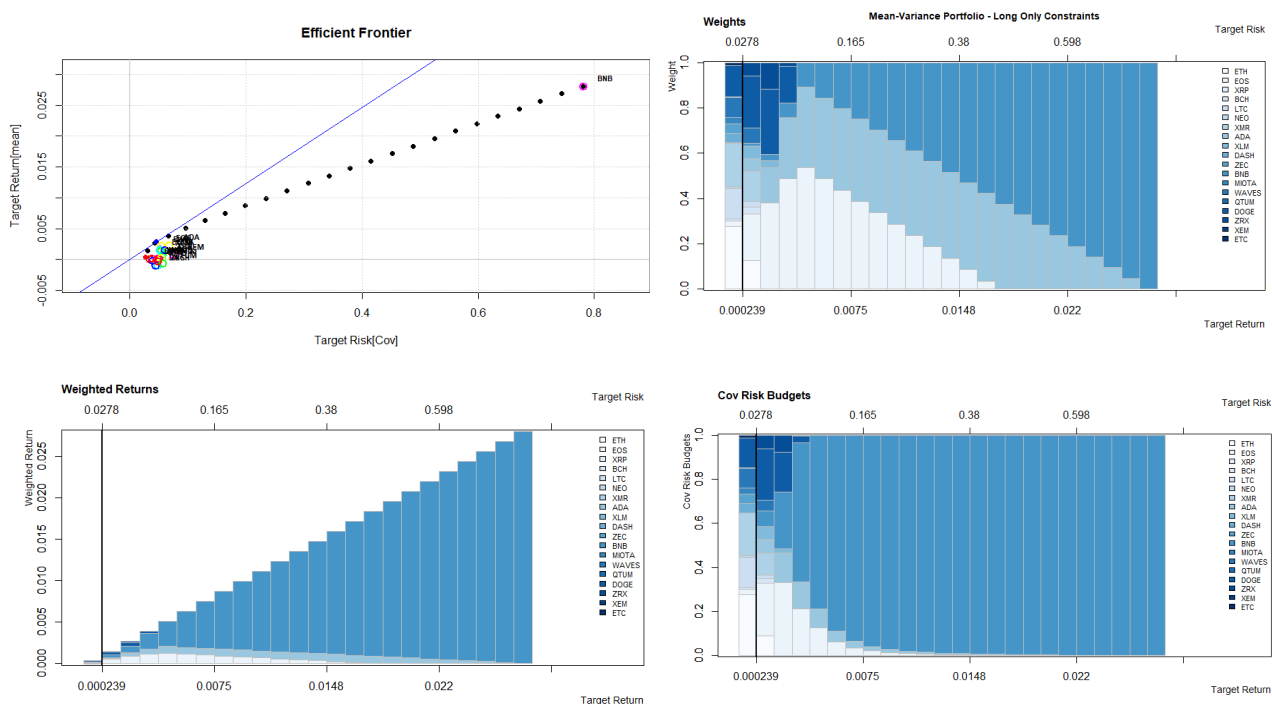 Efficient Frontier
BNB
ADA
Target Return[mean]
-0.005
0.005
0.015
0.025
0.0
0.2
0.4
0.6
0.8
Target Risk[Cov]
Mean-Variance Portfolio - Long Only Constraints
Weights
Target Risk
0.0278
0.165
0.38
0.598
Weight
0.0
0.2
0.4
0.6
0.8
1.0
ETH
EOS
XRP
BCH
LTC
NEO
XMR
ADA
XLM
DASH
ZEC
BNB
MIOTA
WAVES
QTUM
DOGE
ZRX
XEM
ETC
0.000239
0.0075
0.0148
0.022
Target Return
Weighted Returns
Target Risk
0.0278
0.165
0.38
0.598
Weighted Return
0.000
0.005
0.010
0.015
0.020
0.025
ETH
EOS
XRP
BCH
LTC
NEO
XMR
ADA
XLM
DASH
ZEC
BNB
MIOTA
WAVES
QTUM
DOGE
ZRX
XEM
ETC
0.000239
0.0075
0.0148
0.022
Target Return
Cov Risk Budgets
Target Risk
0.0278
0.165
0.38
0.598
Cov Risk Budgets
0.0
0.2
0.4
0.6
0.8
1.0
ETH
EOS
XRP
BCH
LTC
NEO
XMR
ADA
XLM
DASH
ZEC
BNB
MIOTA
WAVES
QTUM
DOGE
ZRX
XEM
ETC
0.000239
0.0075
0.0148
0.022
Target Return